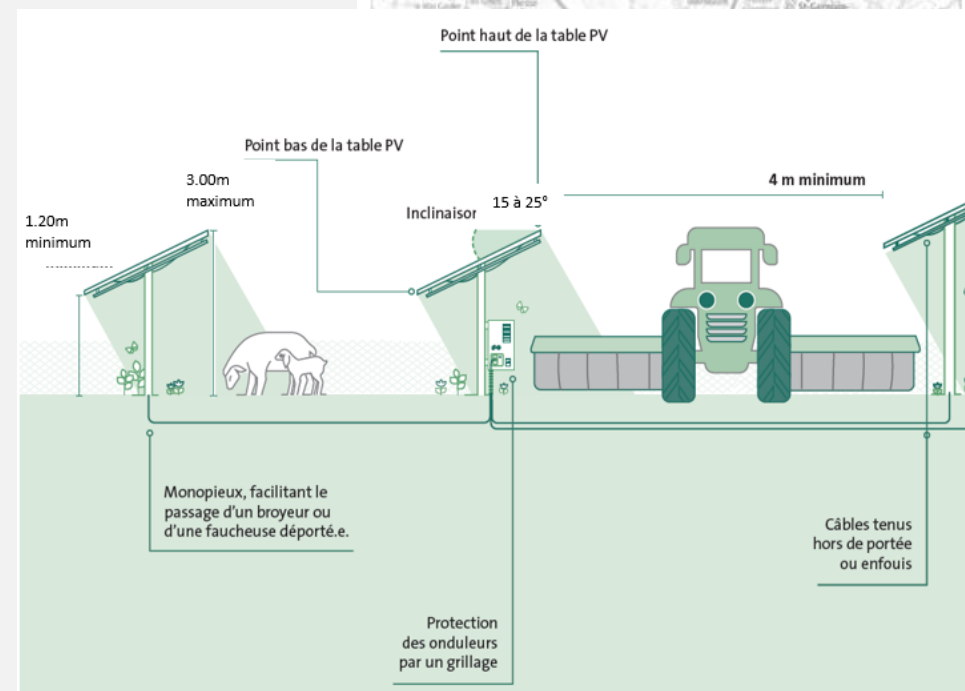 Point haut de la table PV
Point bas de la table PV
3.00m
maximum
1.20m
minimum
Inclinaisor
15 à 25°
4 m minimum
Monopieux, facilitant le
passage d'un broyeur ou
d'une faucheuse déporté.e.
Câbles tenus
hors de portée
ou enfouis
Protection
des onduleurs
par un grillage